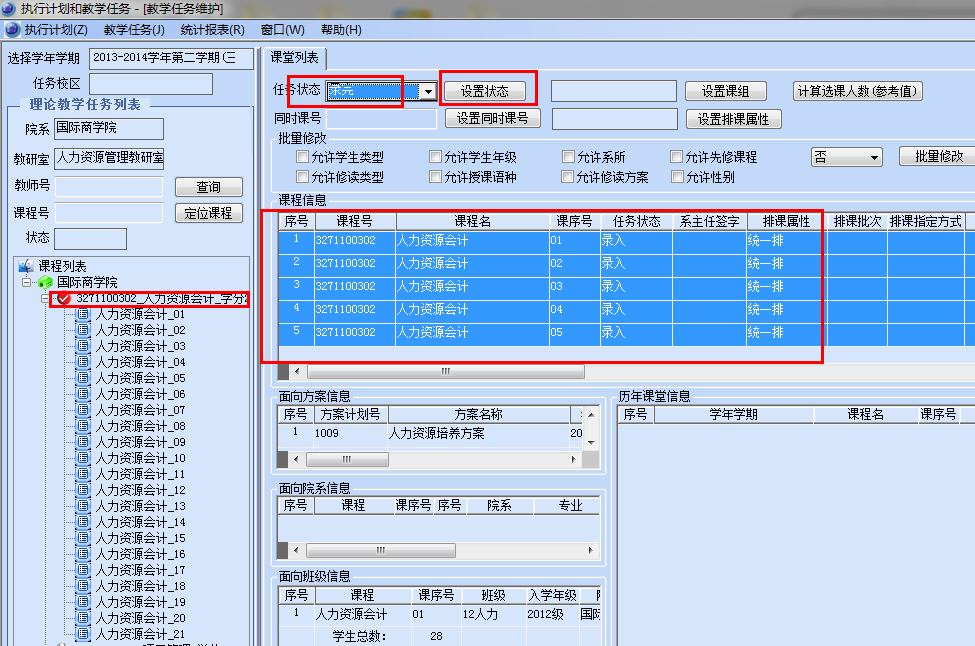 执行计划和教学任务 - [教学任务维护]
执行计划(Z) 教学任务(J) 统计报表(R) 窗口(W) 帮助(H)
选择学年学期 2013-2014学年第二学期(三
任务校区
理论教学任务列表
院系 国际商学院
教研室 人力资源管理教研室
教师号 查询
课程号 定位课程
状态
课程列表
国际商学院
3271100302_人力资源会计_学分
人力资源会计_01
人力资源会计_02
人力资源会计_03
人力资源会计_04
人力资源会计_05
人力资源会计_06
人力资源会计_07
人力资源会计_08
人力资源会计_09
人力资源会计_10
人力资源会计_11
人力资源会计_12
人力资源会计_13
人力资源会计_14
人力资源会计_15
人力资源会计_16
人力资源会计_17
人力资源会计_18
人力资源会计_19
人力资源会计_20
人力资源会计_21
课堂列表
任务状态 录完 设置状态 设置课组 计算选课人数(参考值)
同时课号 设置同时课号 设置排课属性
批量修改
允许学生类型 允许学生年级 允许系所 允许先修课程 否 批量修改
允许修读类型 允许授课语种 允许修读方案 允许性别
课程信息
序号 课程号 课程名 课序号 任务状态 系主任签字 排课属性 排课批次 排课指定方式
1 3271100302 人力资源会计 01 录入 统一排
2 3271100302 人力资源会计 02 录入 统一排
3 3271100302 人力资源会计 03 录入 统一排
4 3271100302 人力资源会计 04 录入 统一排
5 3271100302 人力资源会计 05 录入 统一排
面向方案信息
序号 方案计划号 方案名称
1 1009 人力资源培养方案 20
面向院系信息
序号 课程 课序号 序号 院系 专业
面向班级信息
序号 课程 课序号 班级 入学年级
1 人力资源会计 01 12人力 2012级 国际
学生总数: 28
历年课堂信息
序号 学年学期 课程名 课序号